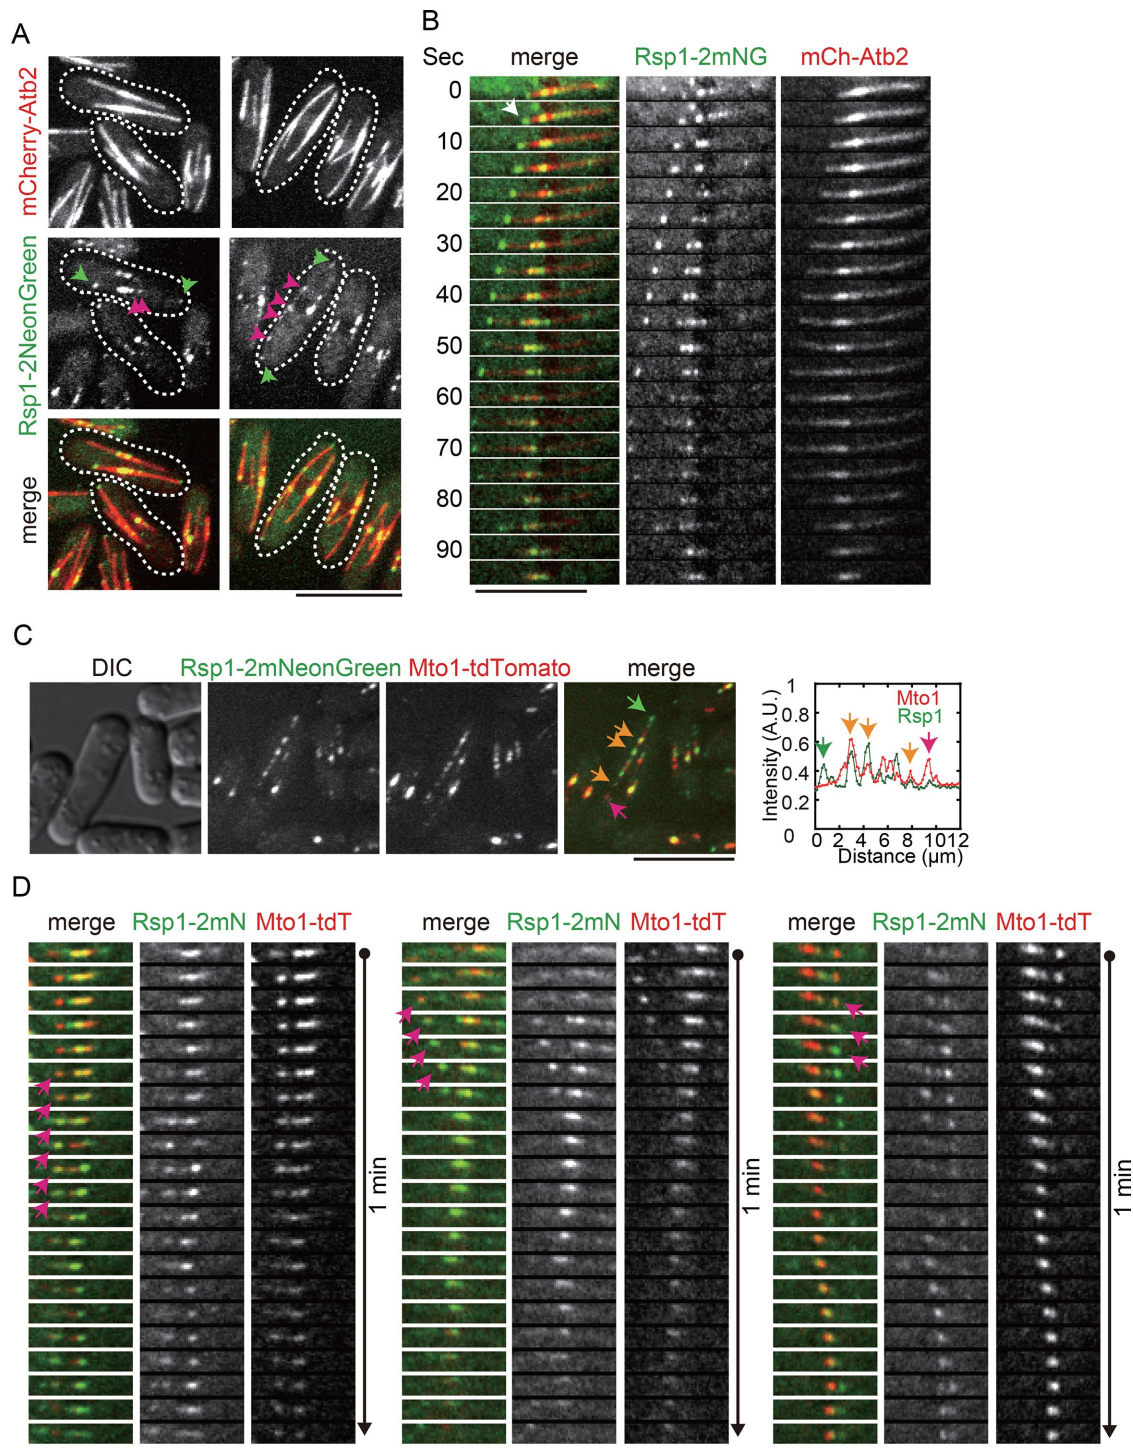 A
mCherry-Atb2
Rsp1-2NeonGreen
merge
B
Sec merge Rsp1-2mNG mCh-Atb2
0
10
20
30
40
50
60
70
80
90
C
DIC Rsp1-2mNeonGreen Mto1-tdTomato merge
1
0.8
0.6
0.4
0.2
0
Intensity (A.U.)
Mto1
Rsp1
0 2 4 6 8 10 12
Distance (µm)
D
merge Rsp1-2mN Mto1-tdT merge Rsp1-2mN Mto1-tdT merge Rsp1-2mN Mto1-tdT
1 min
1 min
1 min